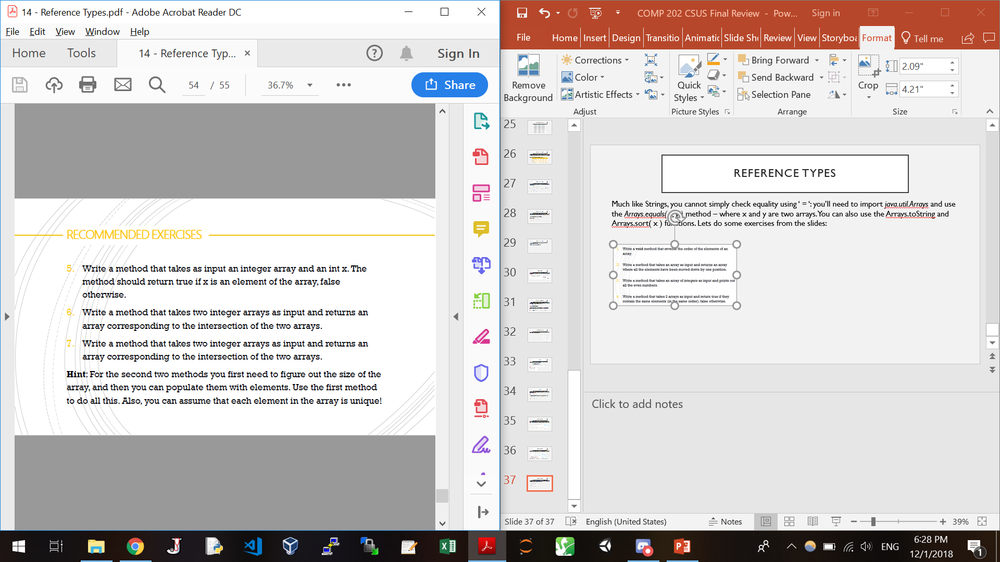 14 - Reference Types.pdf - Adobe Acrobat Reader DC
File Edit View Window Help
Home Tools 14 - Reference Typ... × Sign In
54 / 55 36.7% Share
RECOMMENDED EXERCISES
5. Write a method that takes as input an integer array and an int x. The
method should return true if x is an element of the array, false
otherwise.
6. Write a method that takes two integer arrays as input and returns an
array corresponding to the intersection of the two arrays.
7. Write a method that takes two integer arrays as input and returns an
array corresponding to the intersection of the two arrays.
Hint: For the second two methods you first need to figure out the size of the
array, and then you can populate them with elements. Use the first method
to do all this. Also, you can assume that each element in the array is unique!
COMP 202 CSUS Final Review - Pow... Sign in
File Home Insert Design Transitio Animatic Slide Sh Review View Storyboa Format Tell me
Remove
Background
Corrections
Color
Artistic Effects
Adjust
Quick
Styles
Picture Styles
Bring Forward
Send Backward
Selection Pane
Arrange
Crop
2.09"
4.21"
Size
25
26
27
28
29
30
31
32
33
34
35
36
37
REFERENCE TYPES
Much like Strings, you cannot simply check equality using ‘ = ‘: you’ll need to import java.util.Arrays and use
the Arrays.equals( ) method – where x and y are two arrays. You can also use the Arrays.toString and
Arrays.sort( x ) functions. Lets do some exercises from the slides:
Write a void method that reverse the order of the elements of an
array.
2. Write a method that takes an array as input and returns an array
where all the elements have been moved down by one position.
3. Write a method that takes an array of integers as input and prints out
all the even numbers.
4. Write a method that takes 2 arrays as input and return true if they
contain the same elements (in the same order), false otherwise.
Click to add notes
Slide 37 of 37 English (United States) Notes 39%
ENG
6:28 PM
12/1/2018
1